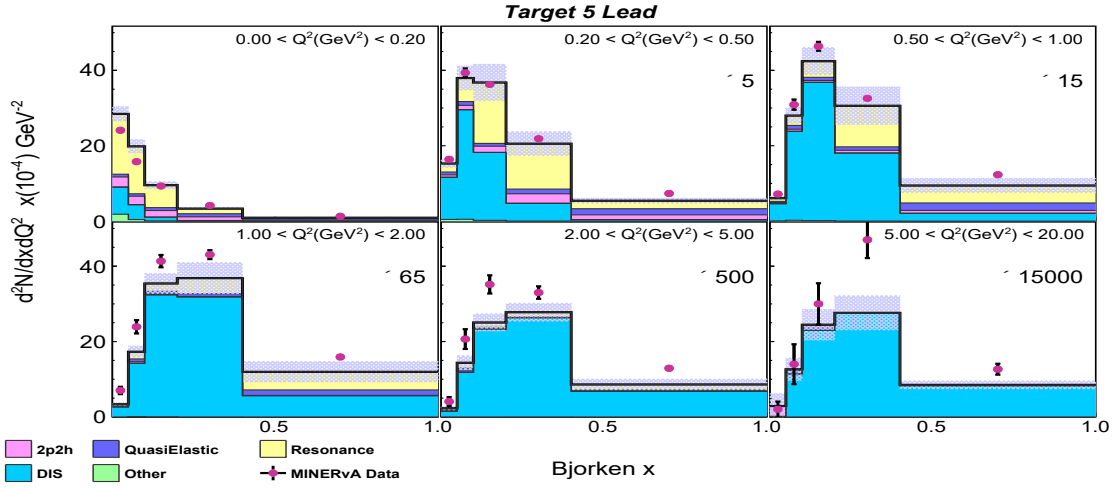 Target 5 Lead
d²N/dxdQ² x(10⁻⁴) GeV⁻²
0.00 < Q²(GeV²) < 0.20
0.20 < Q²(GeV²) < 0.50
0.50 < Q²(GeV²) < 1.00
´ 5
´ 15
40
20
0
1.00 < Q²(GeV²) < 2.00
2.00 < Q²(GeV²) < 5.00
5.00 < Q²(GeV²) < 20.00
´ 65
´ 500
´ 15000
40
20
0
0.5
1.0
0.5
1.0
0.5
1.0
Bjorken x
2p2h
QuasiElastic
Resonance
DIS
Other
MINERvA Data